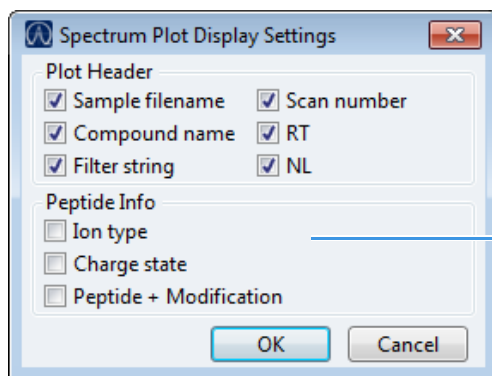 Spectrum Plot Display Settings
Plot Header
Sample filename Scan number
Compound name RT
Filter string NL
Peptide Info
Ion type
Charge state
Peptide + Modification
OK Cancel